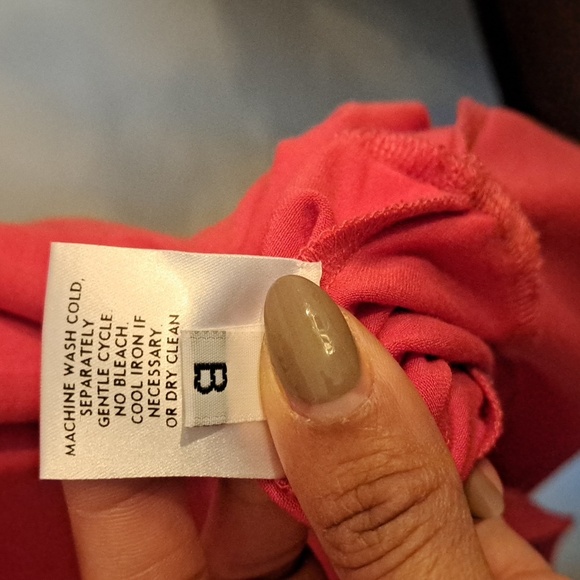 MACHINE WASH COLD,
SEPARATELY
GENTLE CYCLE.
NO BLEACH,
COOL IRON IF
NECESSARY
OR DRY CLEAN
B